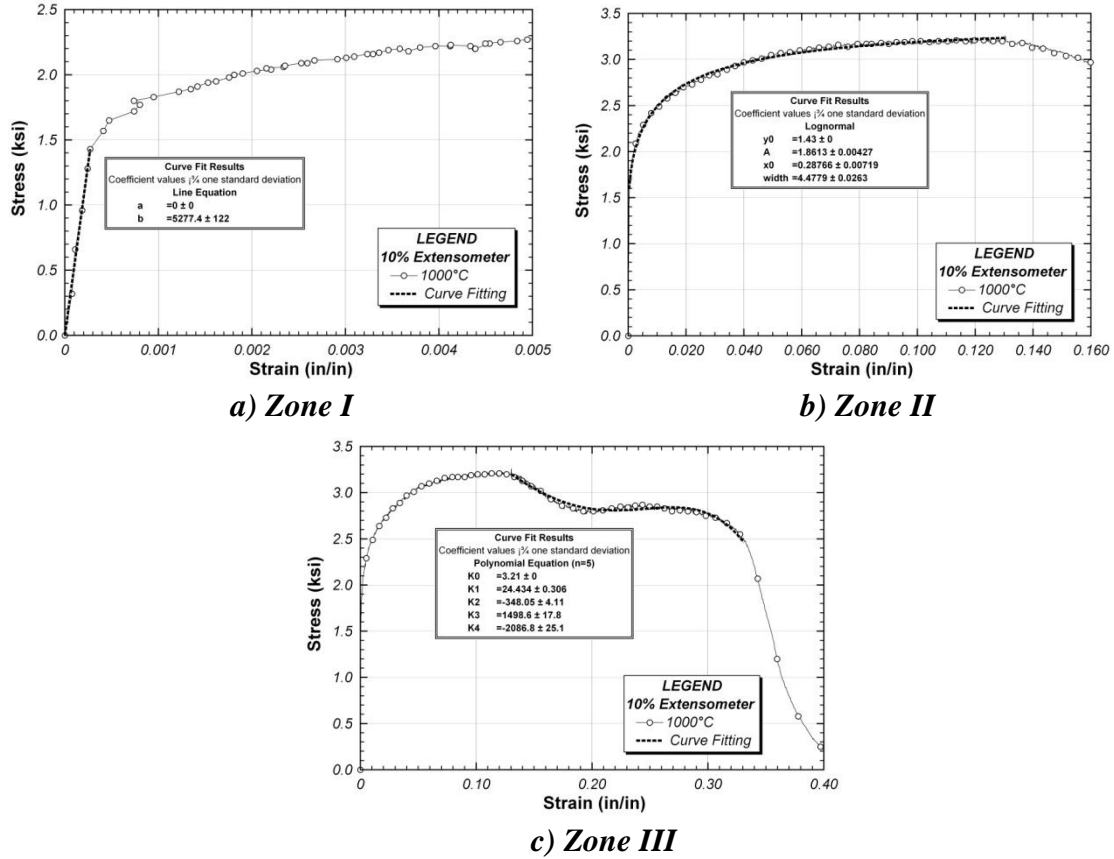 2.5
2.0
1.5
1.0
0.5
0.0
Stress (ksi)
Curve Fit Results
Coefficient values ¡¾ one standard deviation
Line Equation
a =0 ± 0
b =5277.4 ± 122
LEGEND
10% Extensometer
1000°C
Curve Fitting
0 0.001 0.002 0.003 0.004 0.005
Strain (in/in)
a) Zone I
3.5
3.0
2.5
2.0
1.5
1.0
0.5
0.0
Stress (ksi)
Curve Fit Results
Coefficient values ¡¾ one standard deviation
Lognormal
y0 =1.43 ± 0
A =1.8613 ± 0.00427
x0 =0.28766 ± 0.00719
width =4.4779 ± 0.0263
LEGEND
10% Extensometer
1000°C
Curve Fitting
0 0.020 0.040 0.060 0.080 0.100 0.120 0.140 0.160
Strain (in/in)
b) Zone II
3.5
3.0
2.5
2.0
1.5
1.0
0.5
0.0
Stress (ksi)
Curve Fit Results
Coefficient values ¡¾ one standard deviation
Polynomial Equation (n=5)
K0 =3.21 ± 0
K1 =24.434 ± 0.306
K2 =-348.05 ± 4.11
K3 =1498.6 ± 17.8
K4 =-2086.8 ± 25.1
LEGEND
10% Extensometer
1000°C
Curve Fitting
0 0.10 0.20 0.30 0.40
Strain (in/in)
c) Zone III